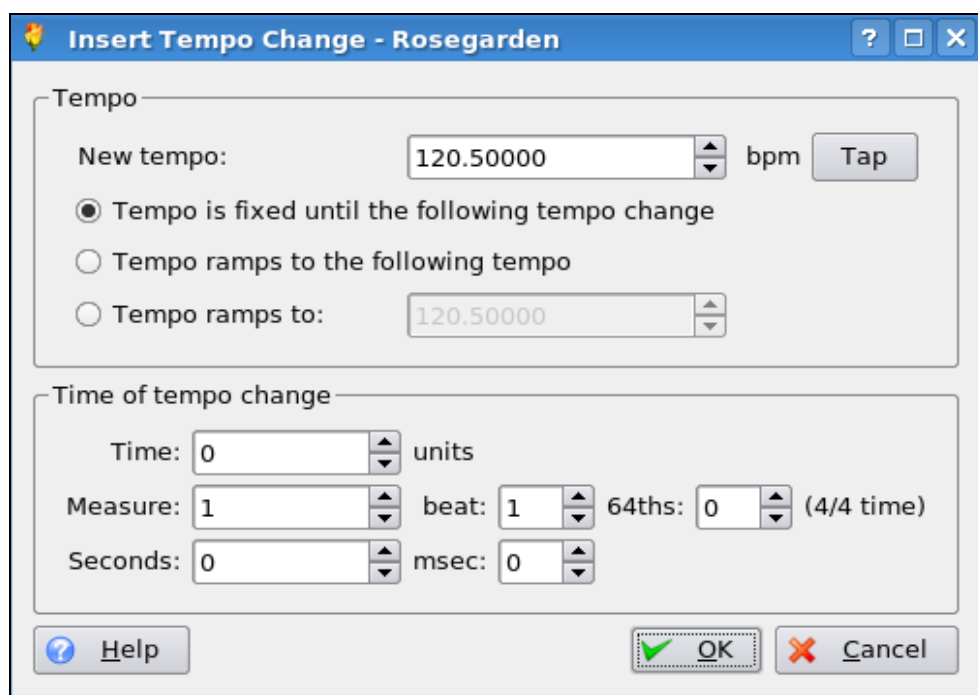 Insert Tempo Change - Rosegarden ?
Tempo
New tempo: 120.50000 bpm Tap
Tempo is fixed until the following tempo change
Tempo ramps to the following tempo
Tempo ramps to: 120.50000
Time of tempo change
Time: 0 units
Measure: 1 beat: 1 64ths: 0 (4/4 time)
Seconds: 0 msec: 0
? Help OK Cancel